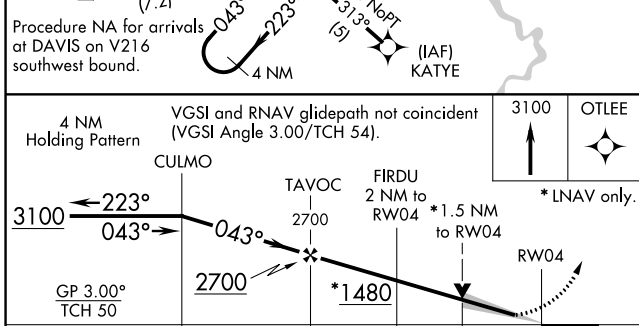 (7.2)
NoPT
043°
223°
313°
(5)
Procedure NA for arrivals
at DAVIS on V216
southwest bound.
4 NM
(IAF)
KATYE
4 NM
Holding Pattern
VGSI and RNAV glidepath not coincident
(VGSI Angle 3.00/TCH 54).
3100
OTLEE
CULMO
TAVOC
2700
FIRDU
2 NM to
RW04
*1.5 NM
to RW04
* LNAV only.
RW04
3100
223°
043°
043°
2700
*1480
GP 3.00°
TCH 50